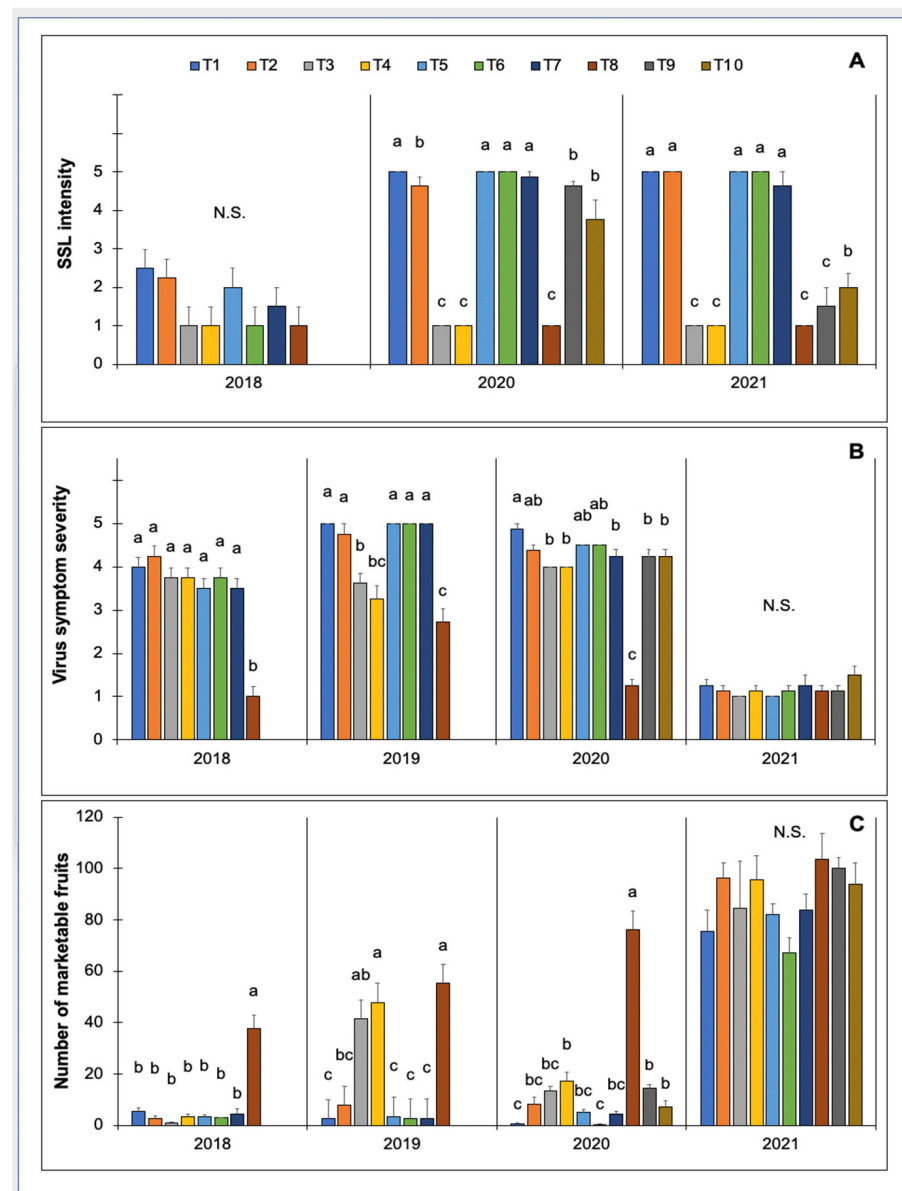 A
T1 T2 T3 T4 T5 T6 T7 T8 T9 T10
SSL intensity
5
4
3
2
1
0
N.S.
a b c c a a a c b b
a a c c a a a c c b
2018 2020 2021
B
Virus symptom severity
5
4
3
2
1
0
a a a a a a a b
a a b bc a a a c
a ab b b ab ab b c b b
N.S.
2018 2019 2020 2021
C
Number of marketable fruits
120
100
80
60
40
20
0
b b b b b b b a
c bc ab a c c c a
c bc bc b bc c bc a b b
N.S.
2018 2019 2020 2021